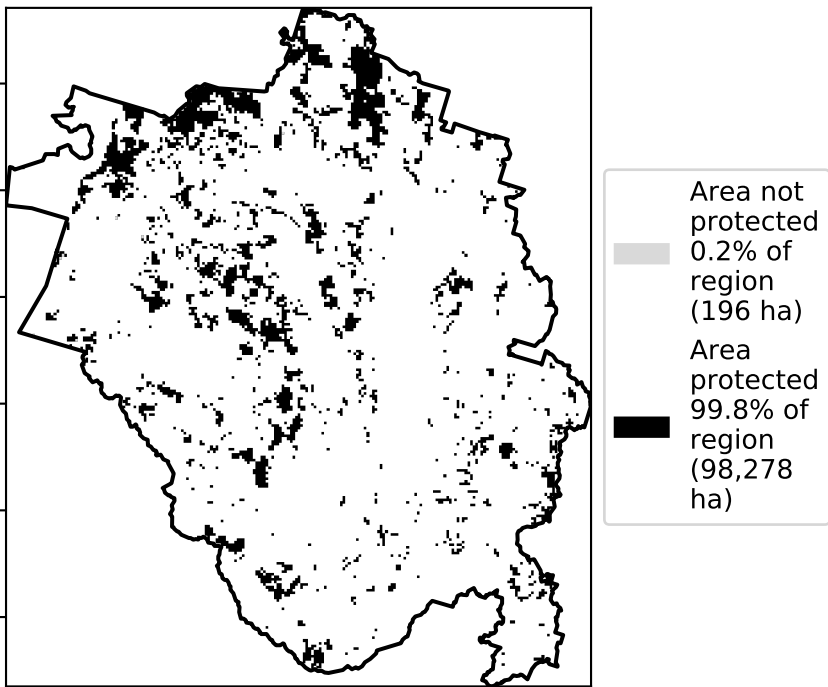 Area not
protected
0.2% of
region
(196 ha)
Area
protected
99.8% of
region
(98,278
ha)